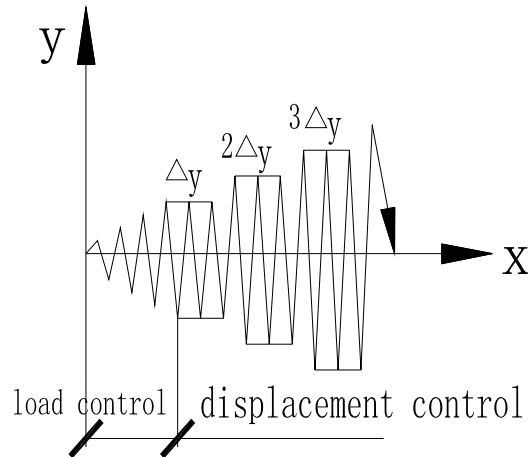 y
3△y
2△y
△y
x
load control
displacement control